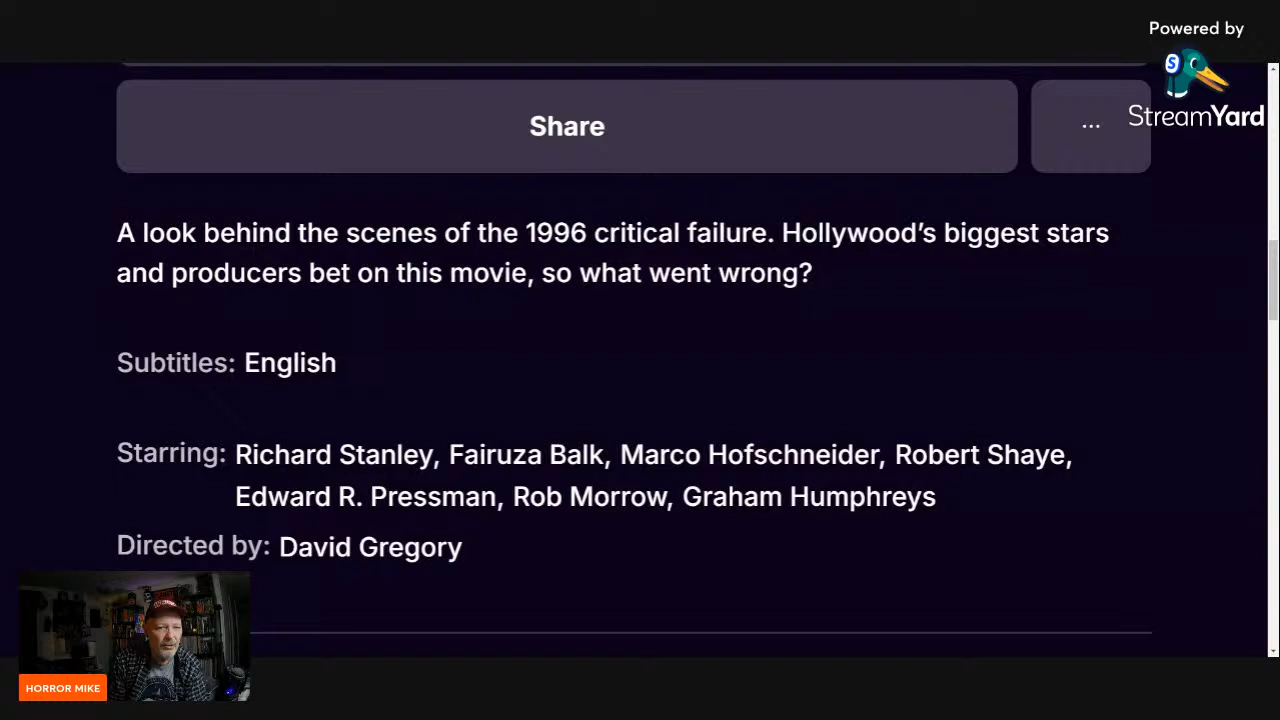 Powered by
StreamYard
Share
...
A look behind the scenes of the 1996 critical failure. Hollywood’s biggest stars
and producers bet on this movie, so what went wrong?
Subtitles: English
Starring: Richard Stanley, Fairuza Balk, Marco Hofschneider, Robert Shaye,
Edward R. Pressman, Rob Morrow, Graham Humphreys
Directed by: David Gregory
HORROR MIKE